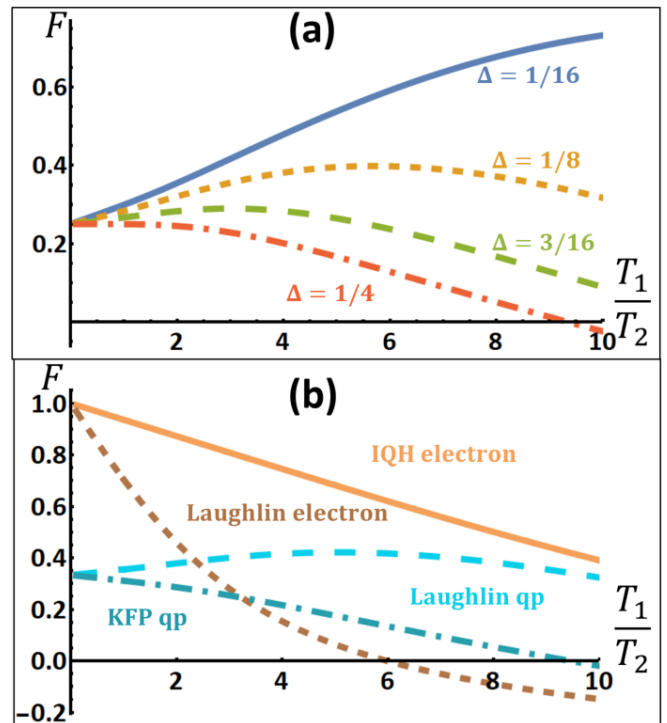 F
(a)
0.6
Δ = 1/16
0.4
Δ = 1/8
0.2
Δ = 3/16
Δ = 1/4
T₁
T₂
2 4 6 8 10
F
(b)
1.0
IQH electron
0.8
Laughlin electron
0.6
0.4
Laughlin qp
0.2
KFP qp
T₁
T₂
0.0
2 4 6 8 10
−0.2